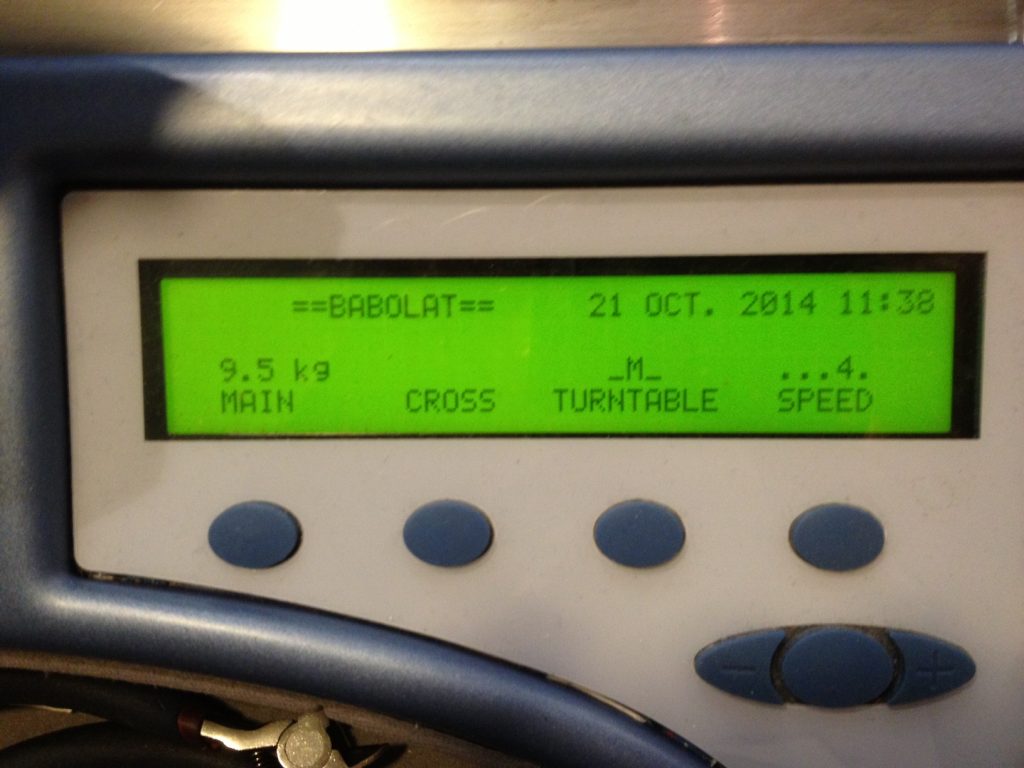 ==BABOLAT== 21 OCT. 2014 11:38
9.5 kg _M_ ...4.
MAIN CROSS TURNTABLE SPEED
- +